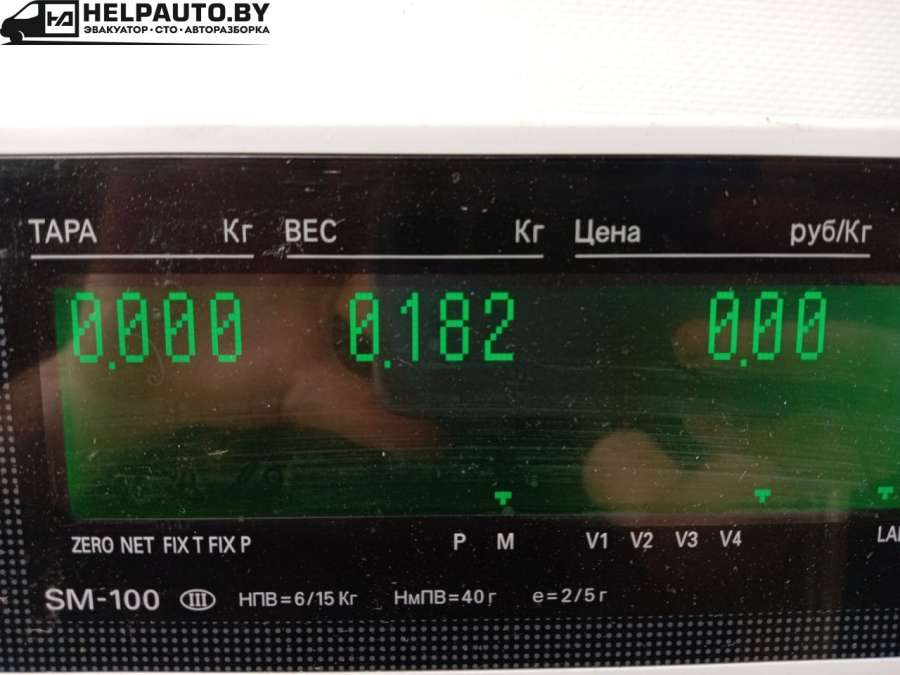 HELPAUTO.BY
ЭВАКУАТОР · СТО · АВТОРАЗБОРКА
ТАРА Кг ВЕС Кг Цена руб/Кг
0.000 0.182 0.00
ZERO NET FIX T FIX P P M V1 V2 V3 V4
SM-100 III НПВ=6/15 Кг НмПВ=40 г e=2/5 г